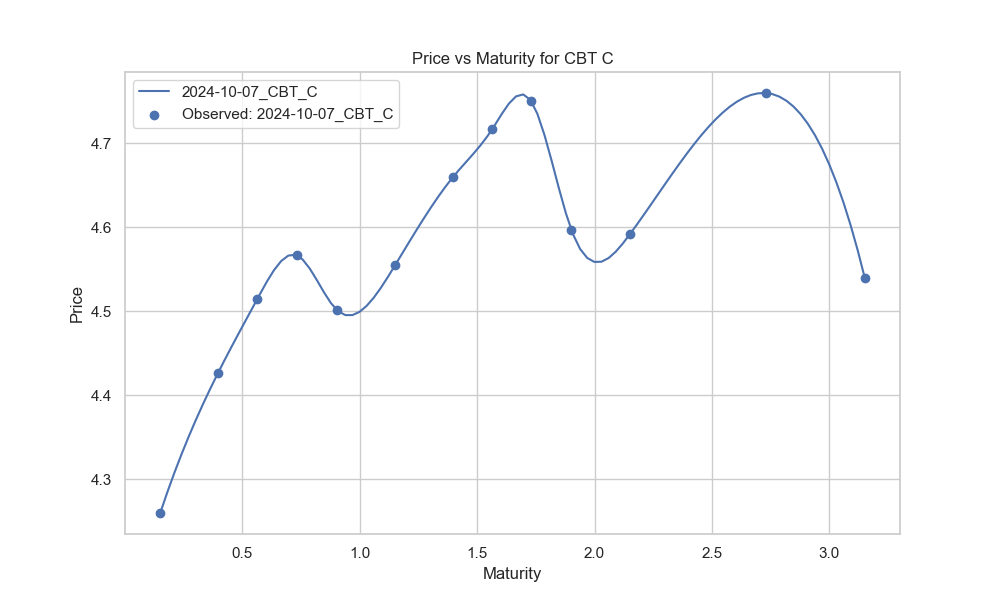 Price vs Maturity for CBT C
2024-10-07_CBT_C
Observed: 2024-10-07_CBT_C
Price
4.7
4.6
4.5
4.4
4.3
0.5 1.0 1.5 2.0 2.5 3.0
Maturity